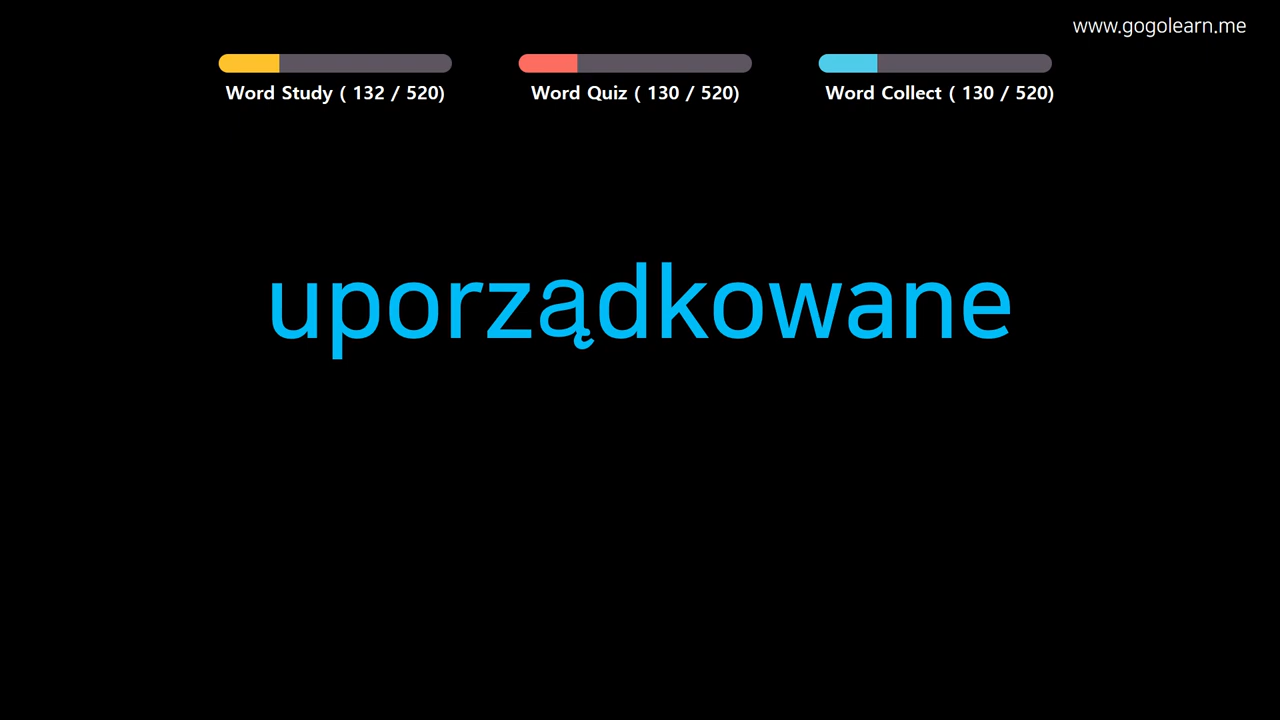 www.gogolearn.me
Word Study ( 132 / 520)
Word Quiz ( 130 / 520)
Word Collect ( 130 / 520)
uporządkowane